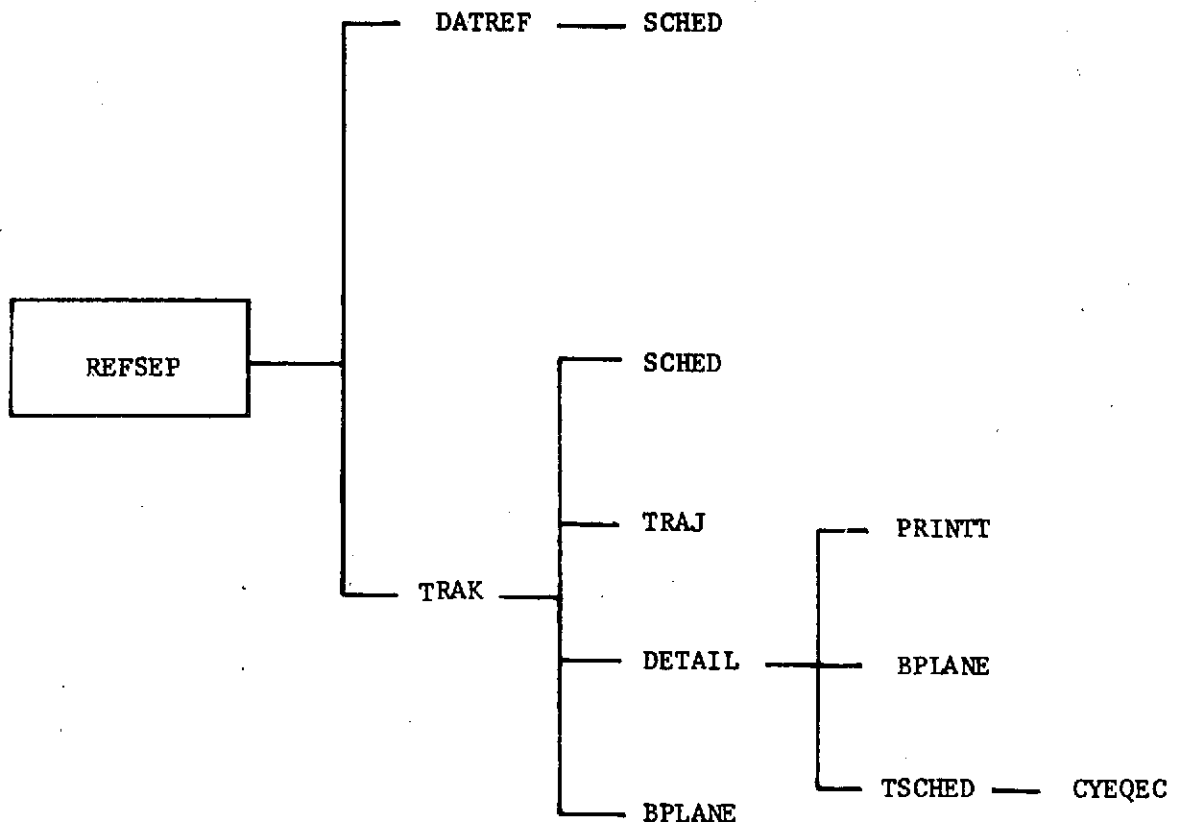 DATREF SCHED
REFSEP
SCHED
TRAJ
PRINTT
TRAK
DETAIL
BPLANE
TSCHED CYEQEC
BPLANE